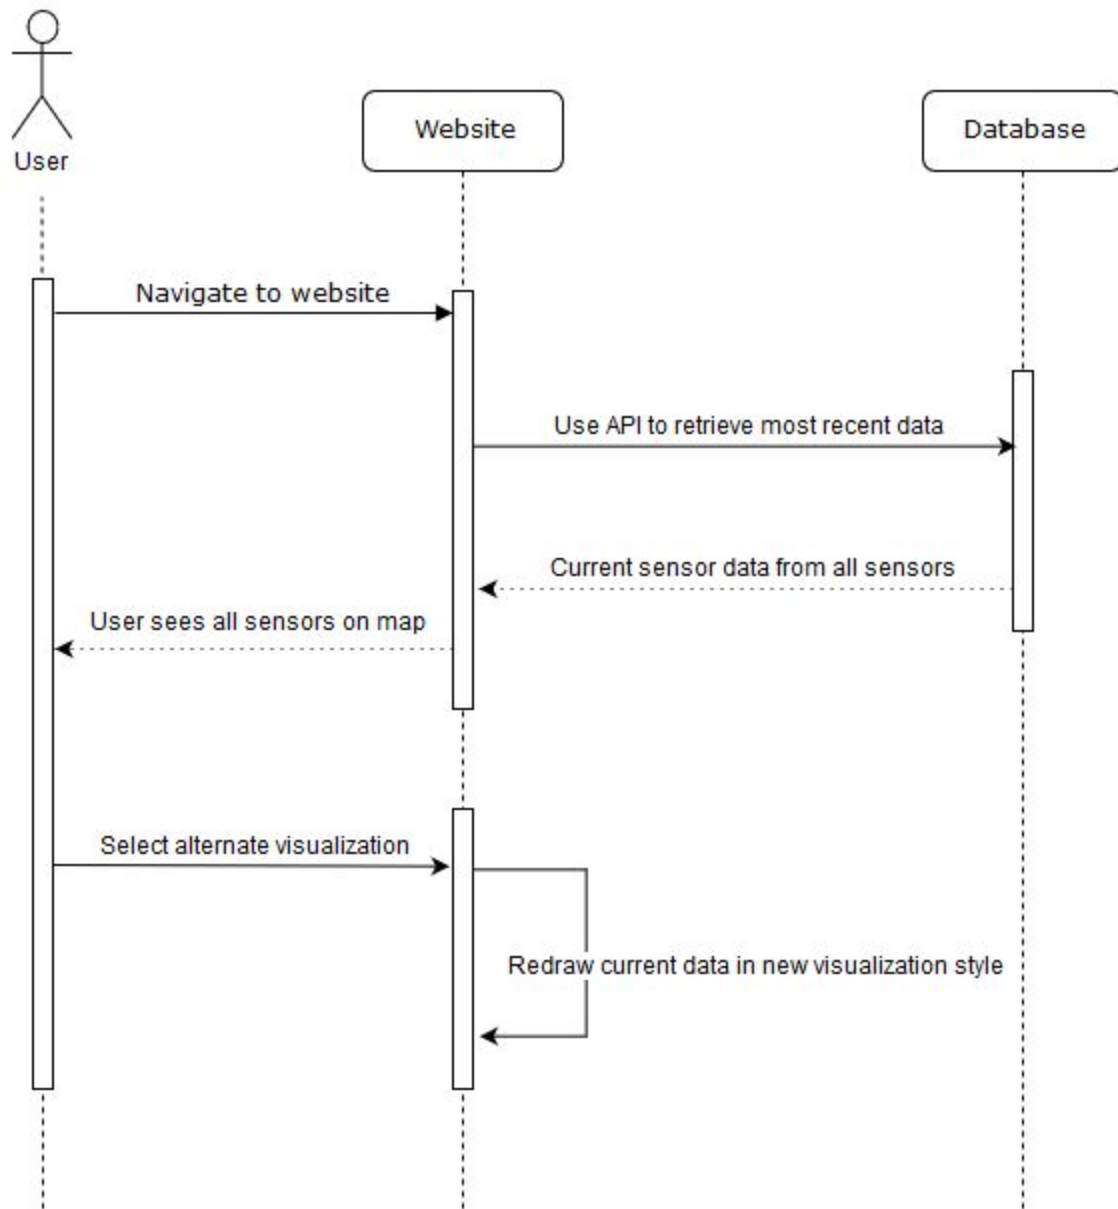 User
Website
Database
Navigate to website
Use API to retrieve most recent data
Current sensor data from all sensors
User sees all sensors on map
Select alternate visualization
Redraw current data in new visualization style